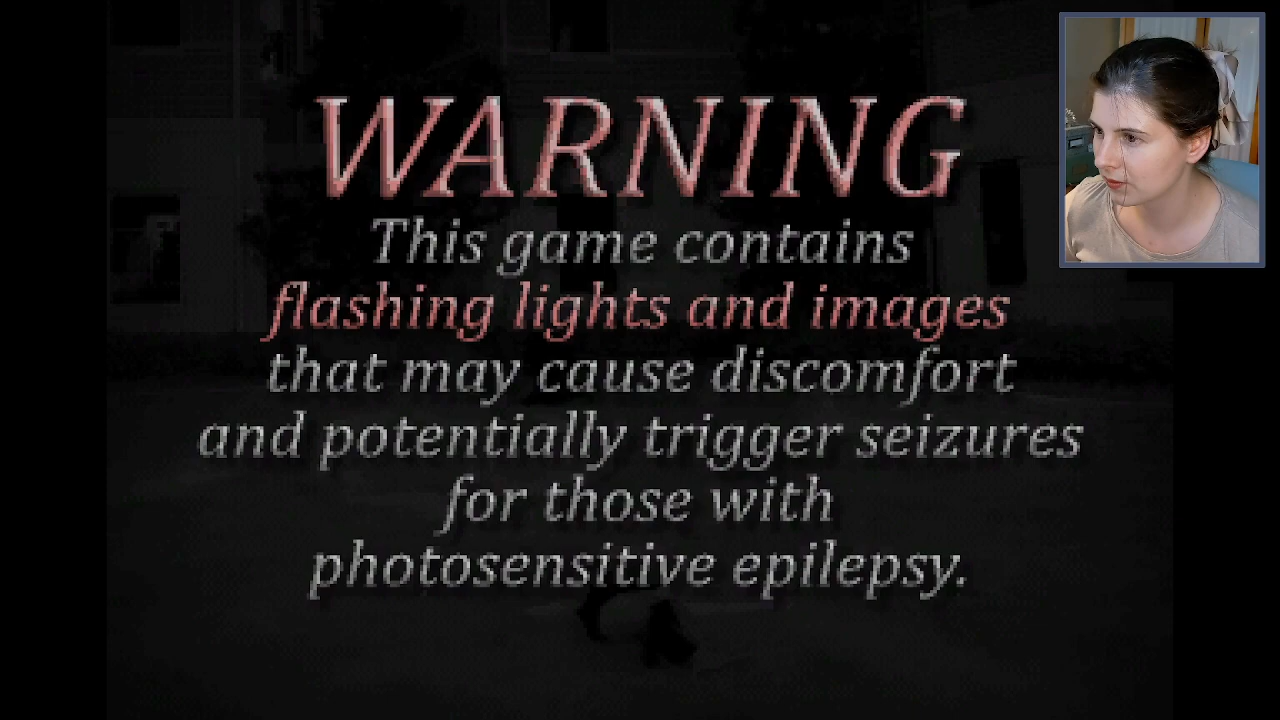 WARNING
This game contains
flashing lights and images
that may cause discomfort
and potentially trigger seizures
for those with
photosensitive epilepsy.